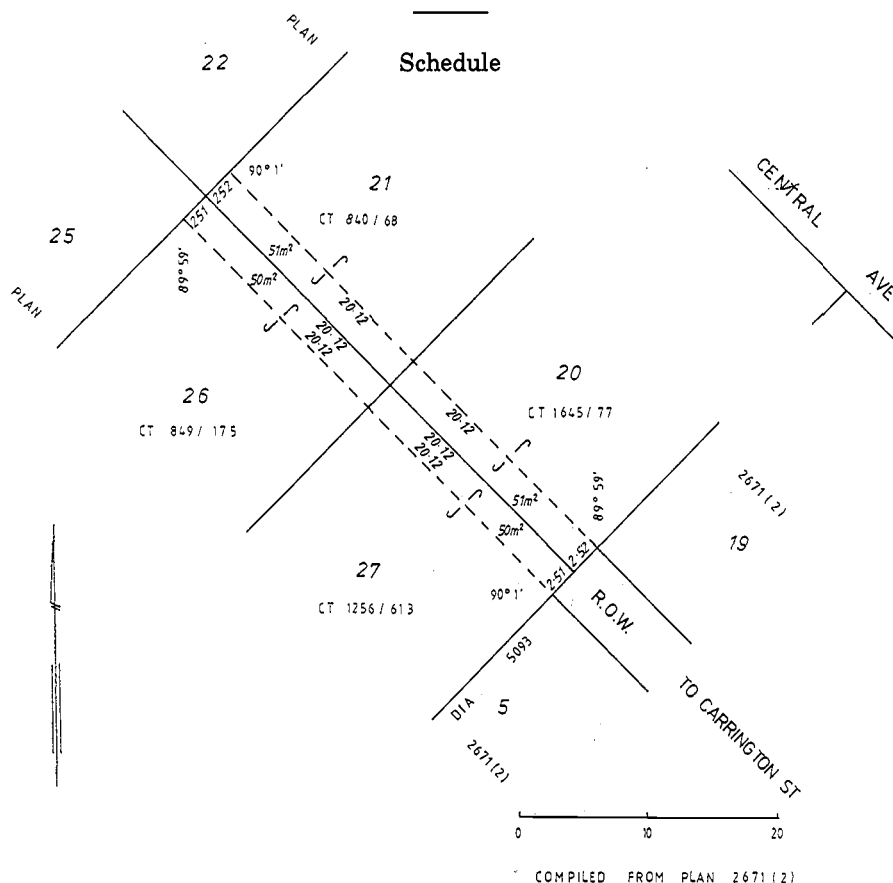 Schedule
PLAN
22
90° 1'
21
CT 840 / 68
CENTRAL
AVE
252
251
25
89° 59'
51m²
50m²
PLAN
20·12
20·12
20·12
26
CT 849 / 175
20
CT 1645 / 77
20·12
20·12
20·12
51m²
50m²
89° 59'
2671 (2)
19
27
CT 1256 / 613
90° 1'
2·51
2·52
R.O.W.
5093
DIA
5
2671 (2)
TO CARRINGTON ST
0 10 20
COMPILED FROM PLAN 2671 (2)